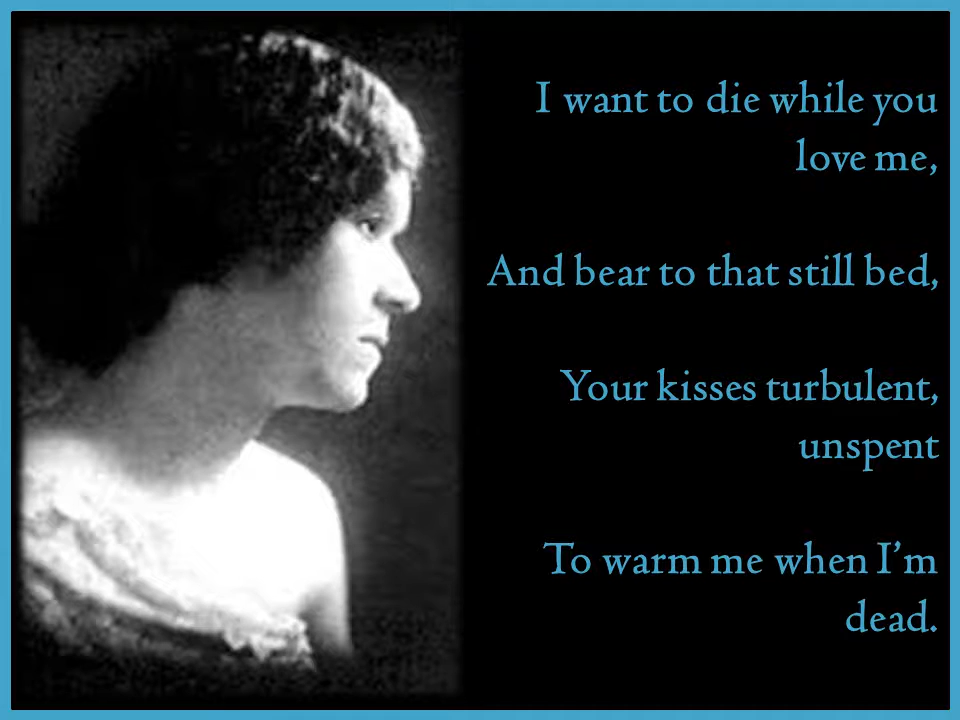 I want to die while you
love me,
And bear to that still bed,
Your kisses turbulent,
unspent
To warm me when I’m
dead.